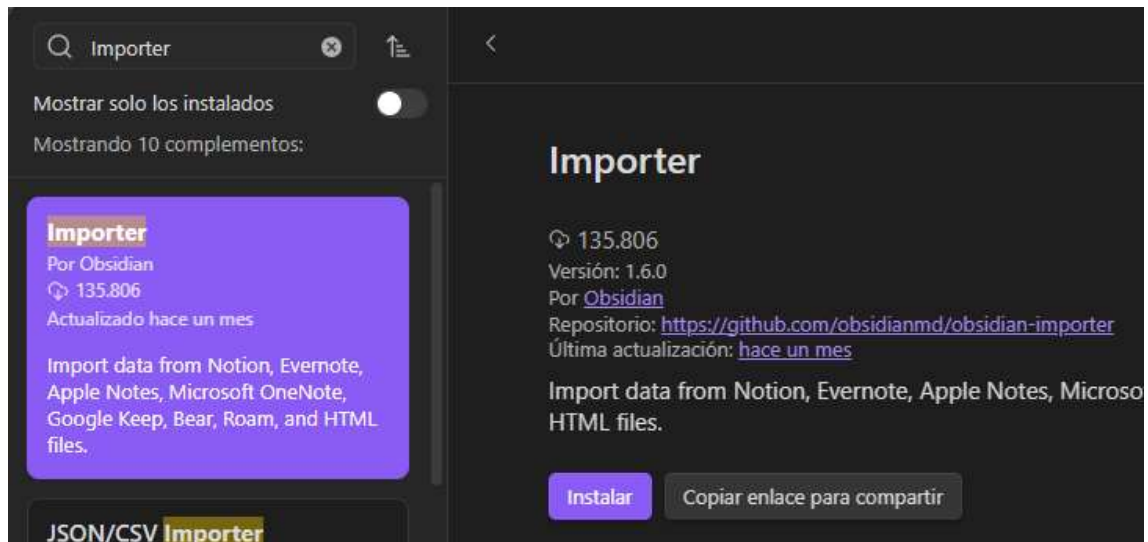 Importer
Mostrar solo los instalados
Mostrando 10 complementos:
Importer
Por Obsidian
135.806
Actualizado hace un mes
Import data from Notion, Evernote,
Apple Notes, Microsoft OneNote,
Google Keep, Bear, Roam, and HTML
files.
JSON/CSV Importer
Importer
135.806
Versión: 1.6.0
Por Obsidian
Repositorio: https://github.com/obsidianmd/obsidian-importer
Última actualización: hace un mes
Import data from Notion, Evernote, Apple Notes, Microso
HTML files.
Instalar Copiar enlace para compartir